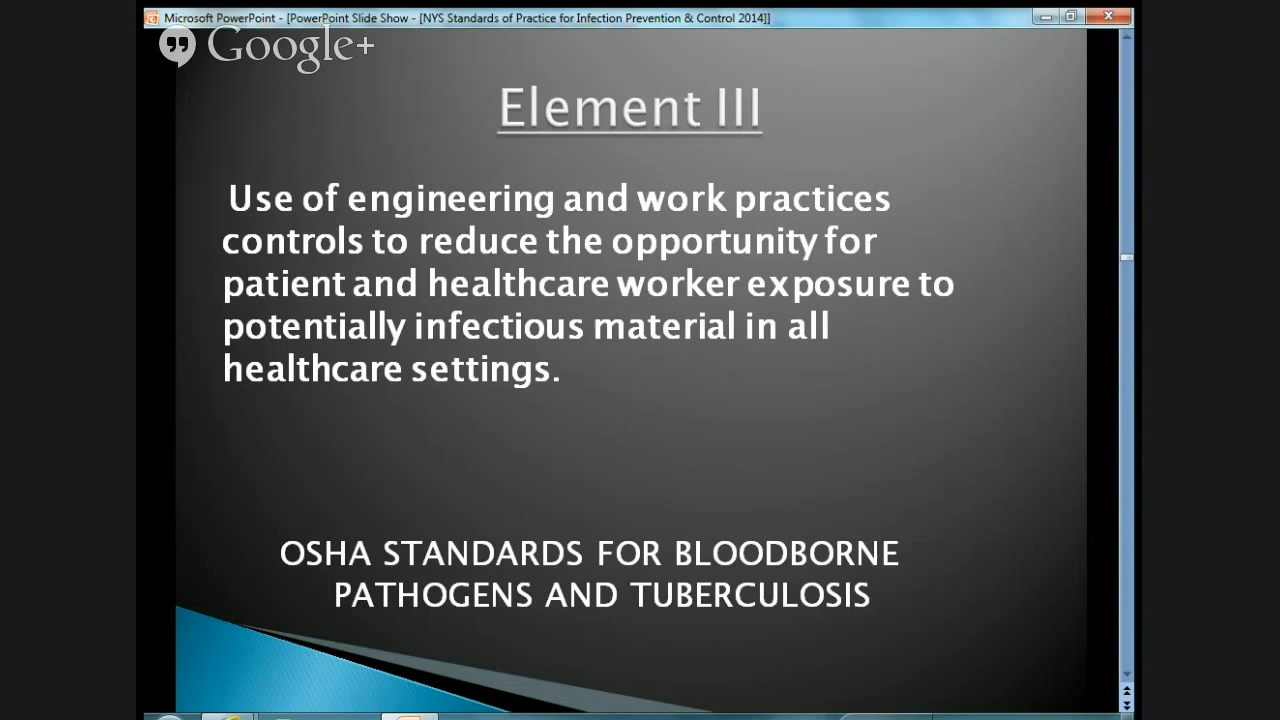 Microsoft PowerPoint - [PowerPoint Slide Show - [NYS Standards of Practice for Infection Prevention & Control 2014]]
Google+
Element III
Use of engineering and work practices
controls to reduce the opportunity for
patient and healthcare worker exposure to
potentially infectious material in all
healthcare settings.
OSHA STANDARDS FOR BLOODBORNE
PATHOGENS AND TUBERCULOSIS